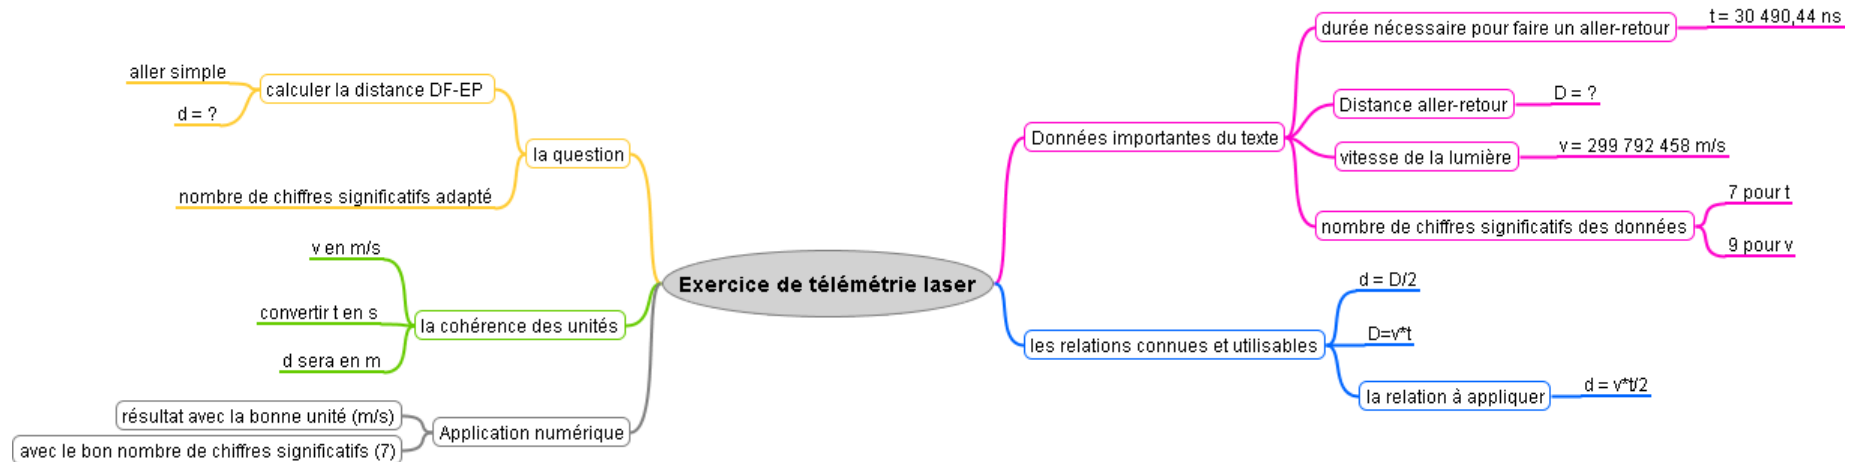 Exercice de télémétrie laser
la question
calculer la distance DF-EP
aller simple
d = ?
nombre de chiffres significatifs adapté
la cohérence des unités
v en m/s
convertir t en s
d sera en m
Application numérique
résultat avec la bonne unité (m/s)
avec le bon nombre de chiffres significatifs (7)
Données importantes du texte
durée nécessaire pour faire un aller-retour
t = 30 490,44 ns
Distance aller-retour
D = ?
vitesse de la lumière
v = 299 792 458 m/s
nombre de chiffres significatifs des données
7 pour t
9 pour v
les relations connues et utilisables
d = D/2
D=v*t
la relation à appliquer
d = v*t/2